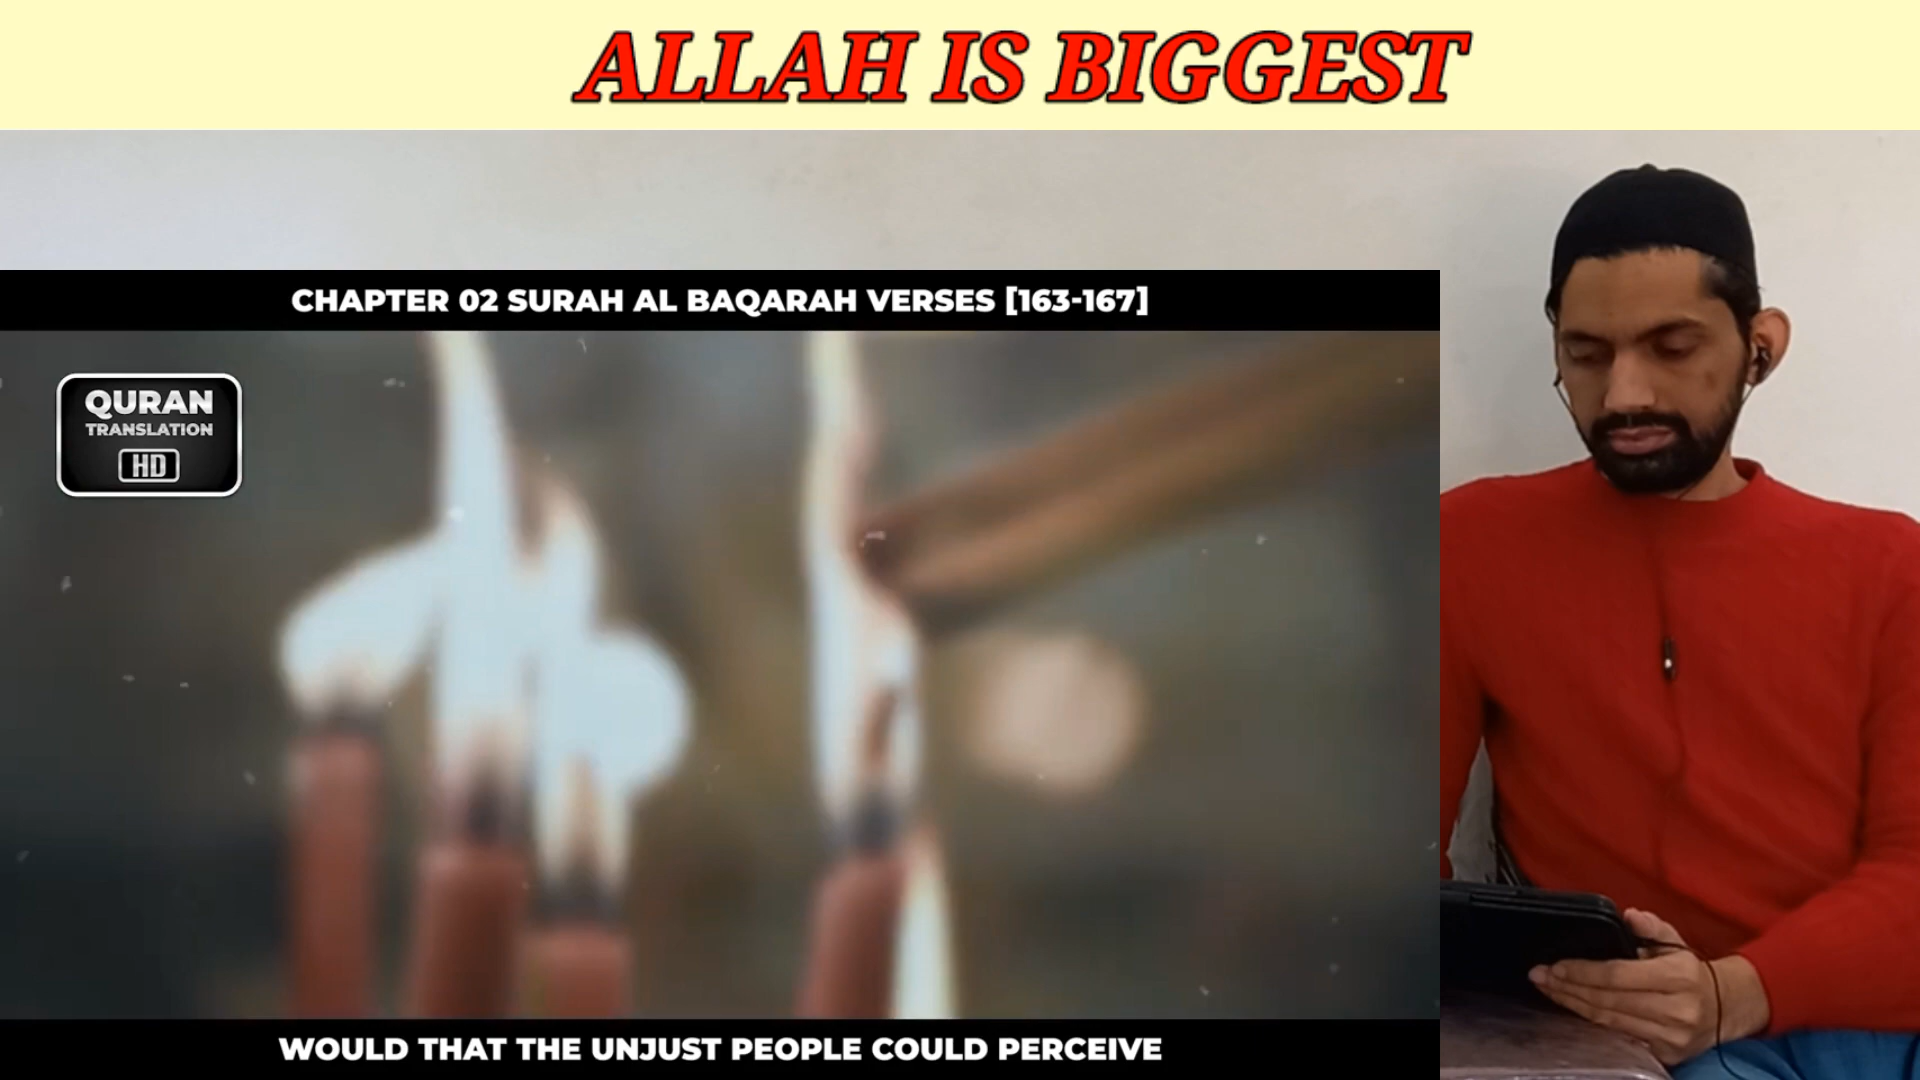 ALLAH IS BIGGEST
CHAPTER 02 SURAH AL BAQARAH VERSES [163-167]
QURAN
TRANSLATION
HD
WOULD THAT THE UNJUST PEOPLE COULD PERCEIVE